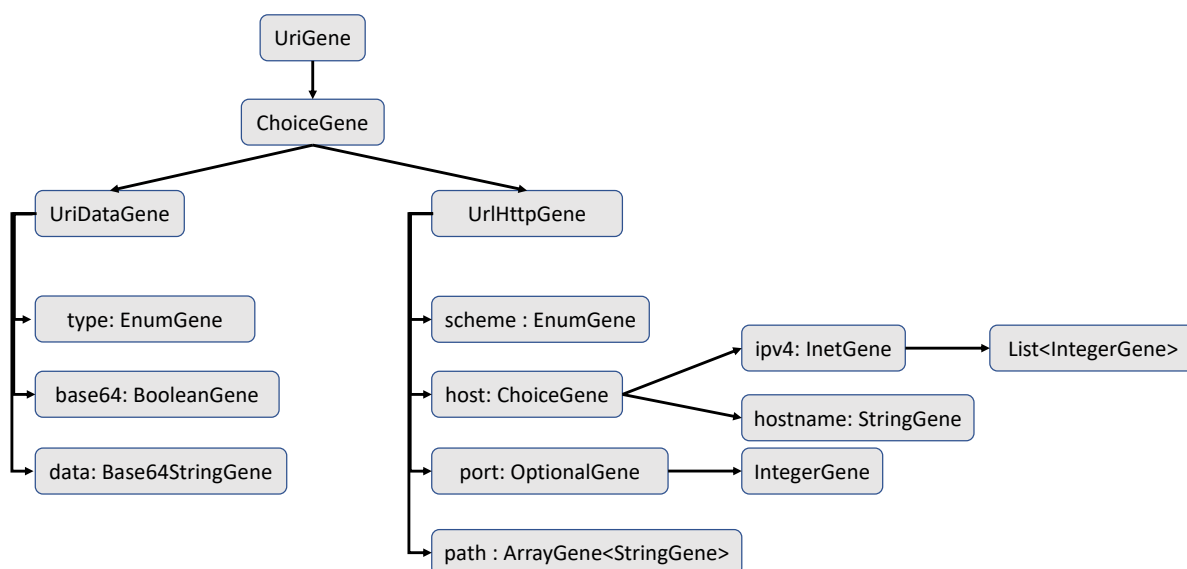 UriGene
ChoiceGene
UriDataGene
UrlHttpGene
type: EnumGene
scheme : EnumGene
ipv4: InetGene
List<IntegerGene>
base64: BooleanGene
host: ChoiceGene
hostname: StringGene
data: Base64StringGene
port: OptionalGene
IntegerGene
path : ArrayGene<StringGene>